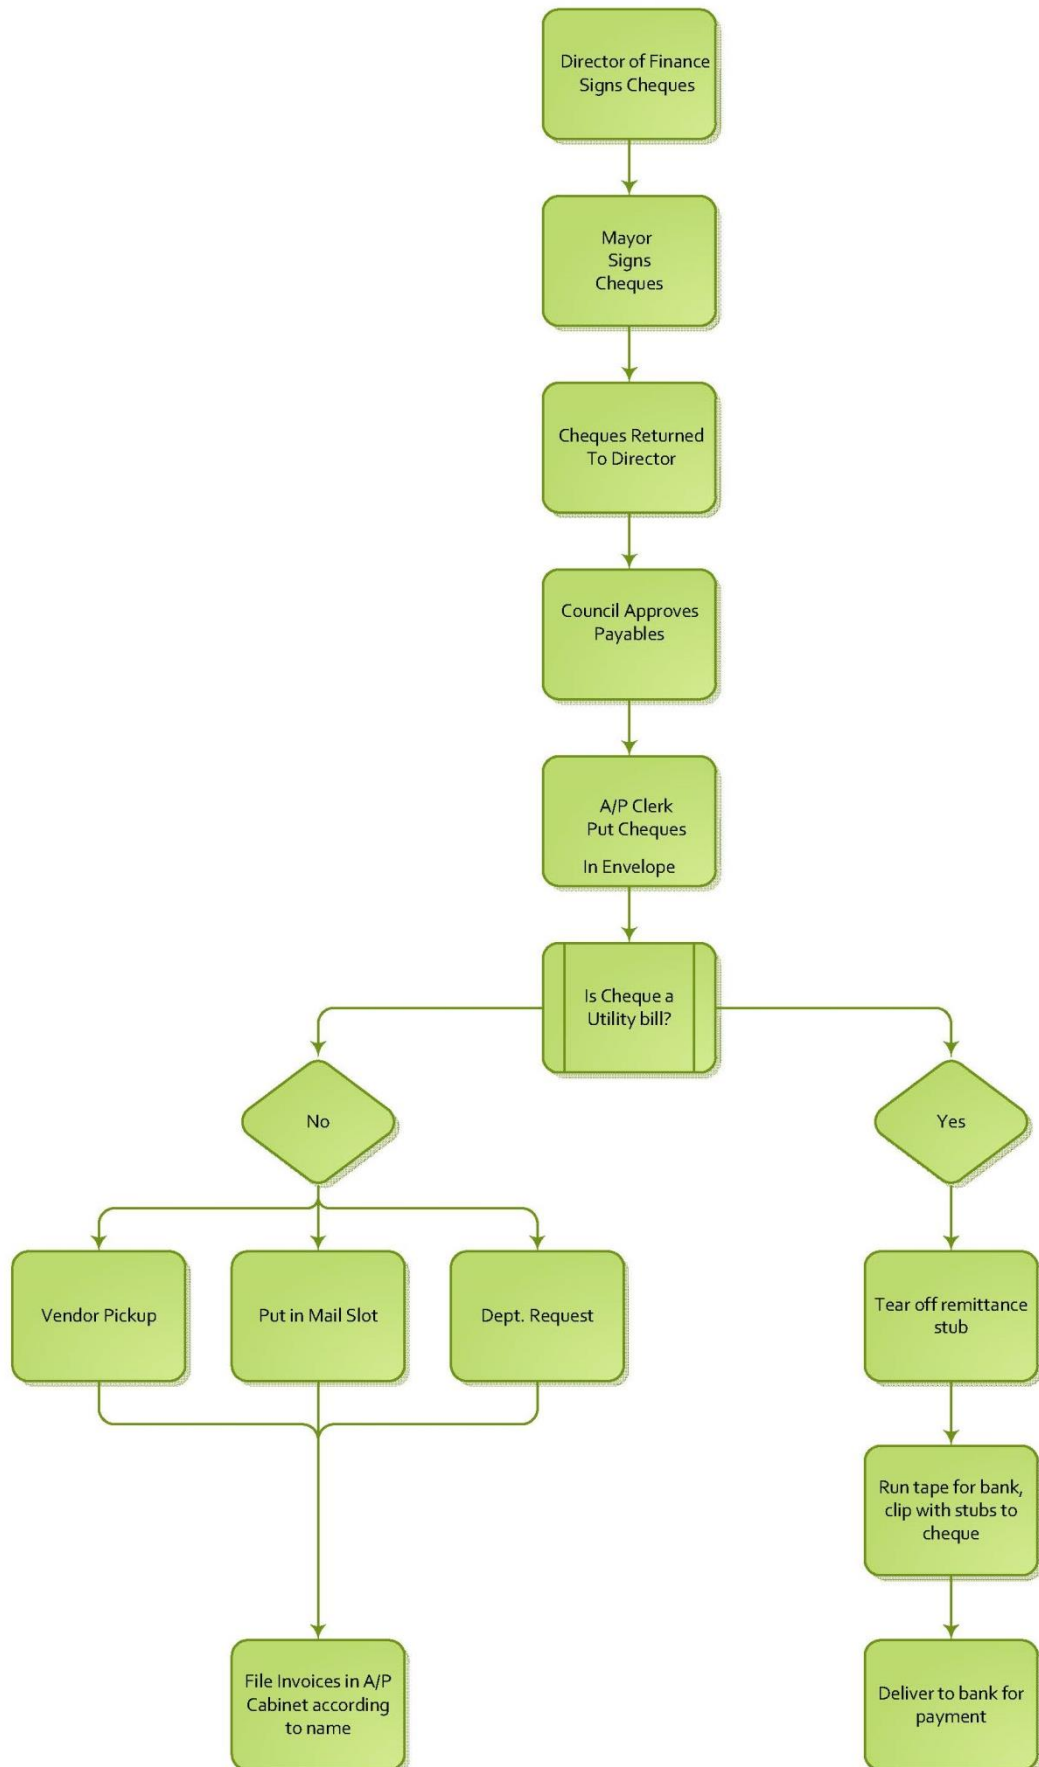 Director of Finance
Signs Cheques
Mayor
Signs
Cheques
Cheques Returned
To Director
Council Approves
Payables
A/P Clerk
Put Cheques
In Envelope
Is Cheque a
Utility bill?
No
Yes
Vendor Pickup
Put in Mail Slot
Dept. Request
Tear off remittance
stub
Run tape for bank,
clip with stubs to
cheque
File Invoices in A/P
Cabinet according
to name
Deliver to bank for
payment